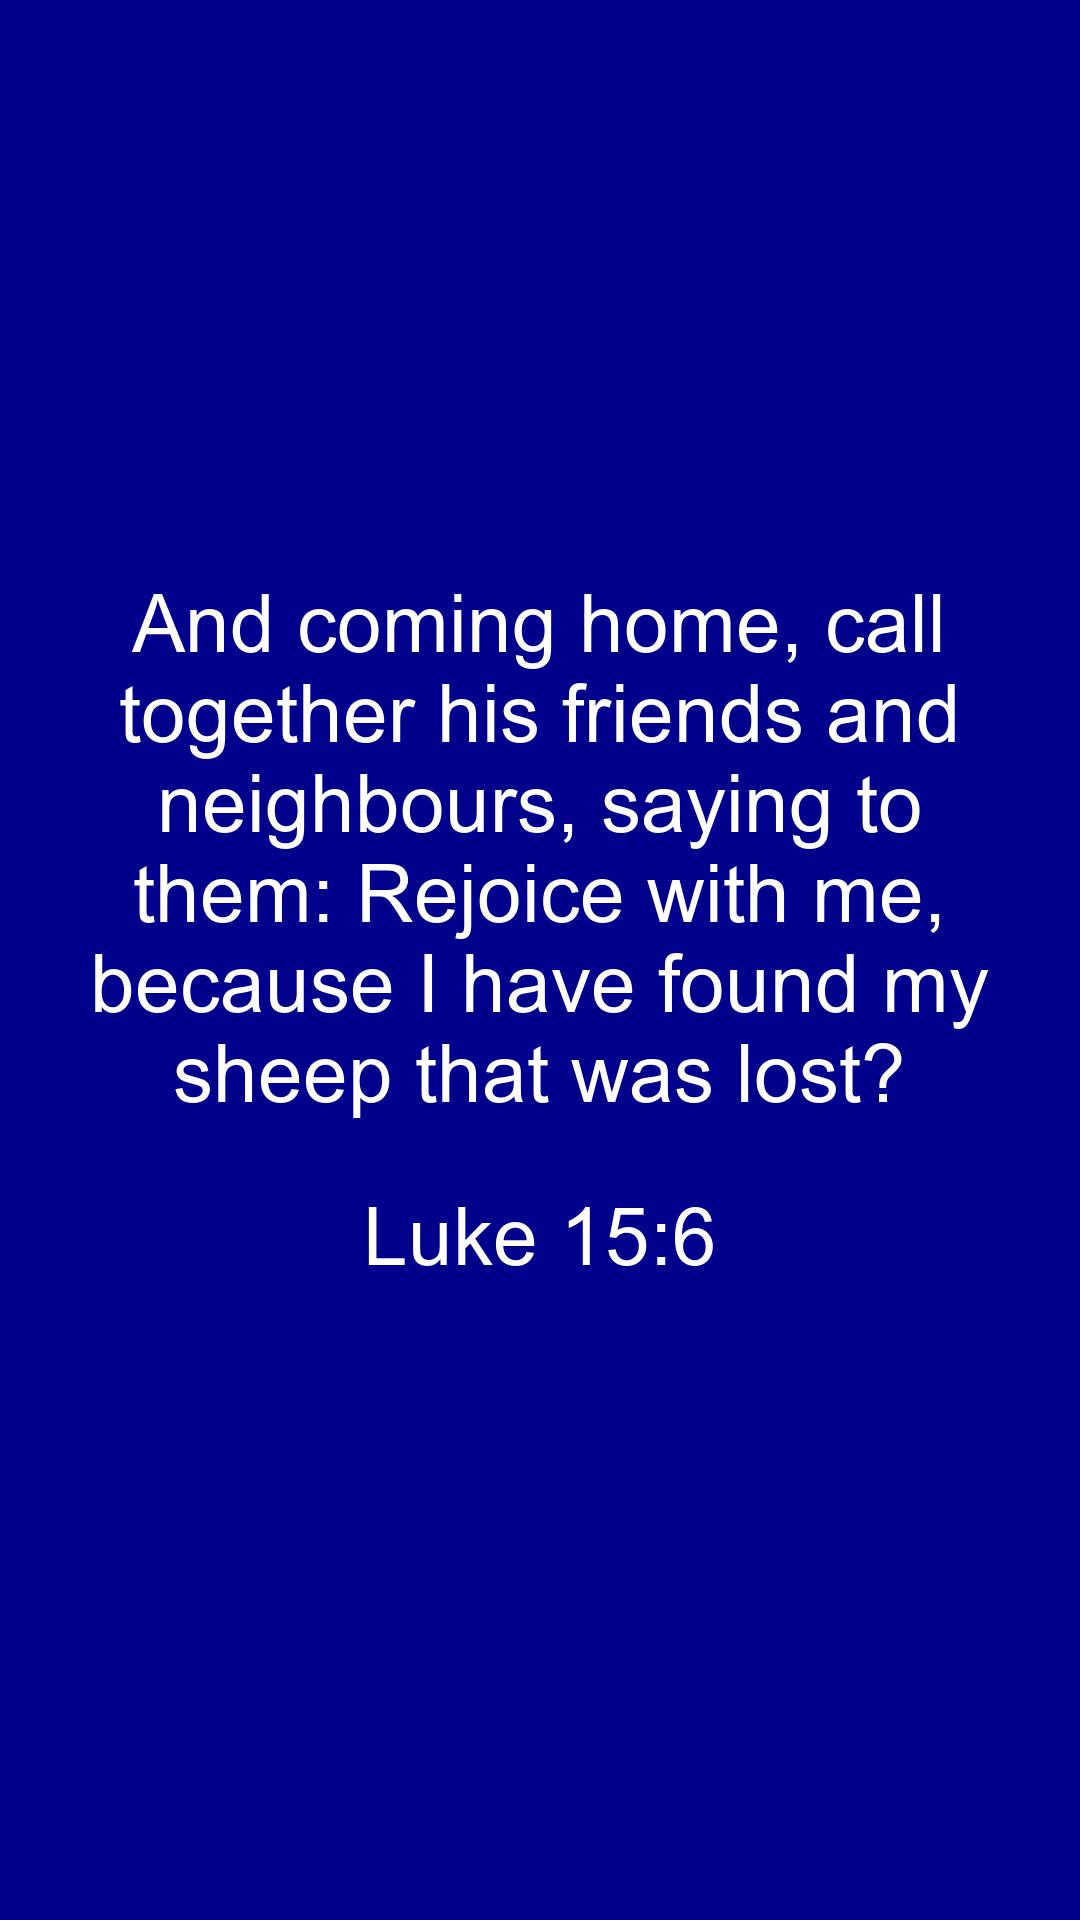 And coming home, call
together his friends and
neighbours, saying to
them: Rejoice with me,
because I have found my
sheep that was lost?
Luke 15:6